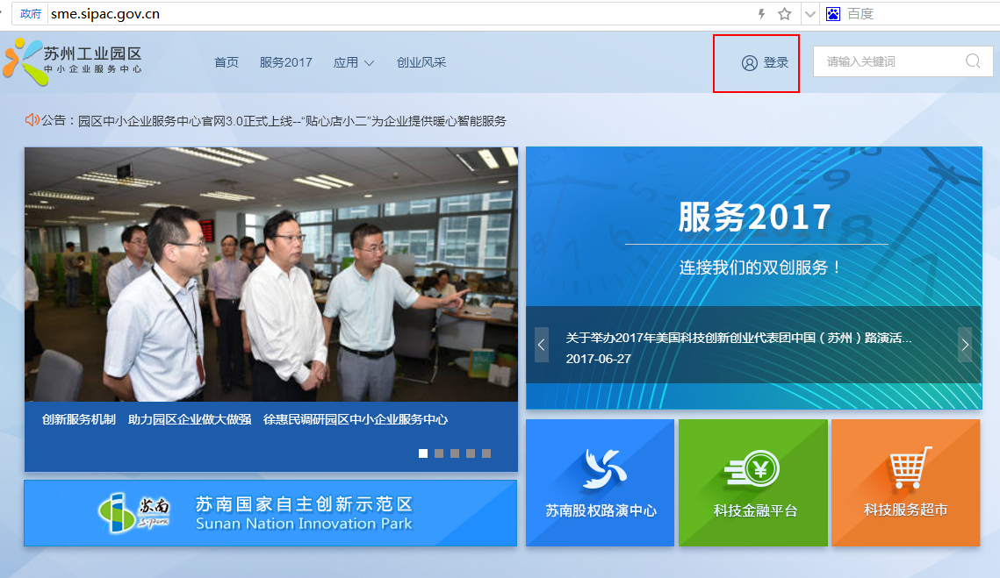 政府 sme.sipac.gov.cn 百度
苏州工业园区
中小企业服务中心
首页 服务2017 应用 创业风采 登录 请输入关键词
公告：园区中小企业服务中心官网3.0正式上线--“贴心店小二”为企业提供暖心智能服务
服务2017
连接我们的双创服务！
关于举办2017年美国科技创新创业代表团中国（苏州）路演活...
2017-06-27
创新服务机制 助力园区企业做大做强 徐惠民调研园区中小企业服务中心
苏南
Sipark
苏南国家自主创新示范区
Sunan Nation Innovation Park
苏南股权路演中心
科技金融平台
科技服务超市